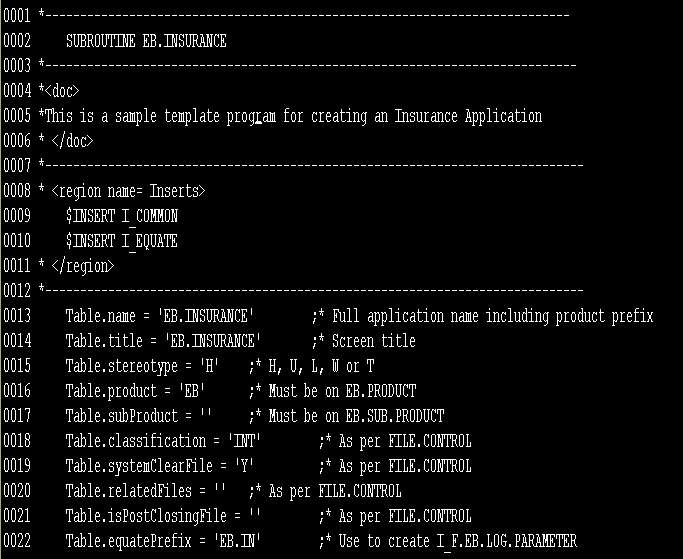 0001 *-----------------------------------------------------------------------------
0002     SUBROUTINE EB.INSURANCE
0003 *------------------------------------------------------------------------------
0004 *<doc>
0005 *This is a sample template program for creating an Insurance Application
0006 * </doc>
0007 *-------------------------------------------------------------------------------
0008 * <region name= Inserts>
0009     $INSERT I_COMMON
0010     $INSERT I_EQUATE
0011 * </region>
0012 *-------------------------------------------------------------------------------
0013     Table.name = 'EB.INSURANCE'         ;* Full application name including product prefix
0014     Table.title = 'EB.INSURANCE'        ;* Screen title
0015     Table.stereotype = 'H'    ;* H, U, L, W or T
0016     Table.product = 'EB'      ;* Must be on EB.PRODUCT
0017     Table.subProduct = ''     ;* Must be on EB.SUB.PRODUCT
0018     Table.classification = 'INT'        ;* As per FILE.CONTROL
0019     Table.systemClearFile = 'Y'         ;* As per FILE.CONTROL
0020     Table.relatedFiles = ''   ;* As per FILE.CONTROL
0021     Table.isPostClosingFile = ''        ;* As per FILE.CONTROL
0022     Table.equatePrefix = 'EB.IN'        ;* Use to create I_F.EB.LOG.PARAMETER